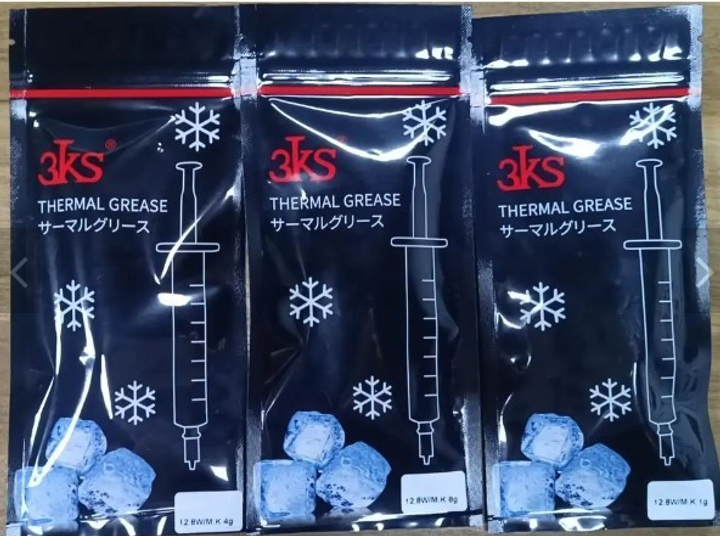 3KS®
THERMAL GREASE
サーマルグリース
12.8W/M.K 4g
3KS®
THERMAL GREASE
サーマルグリース
12.8W/M.K 8g
3KS
THERMAL GREASE
サーマルグリース
12.8W/M.K 1g